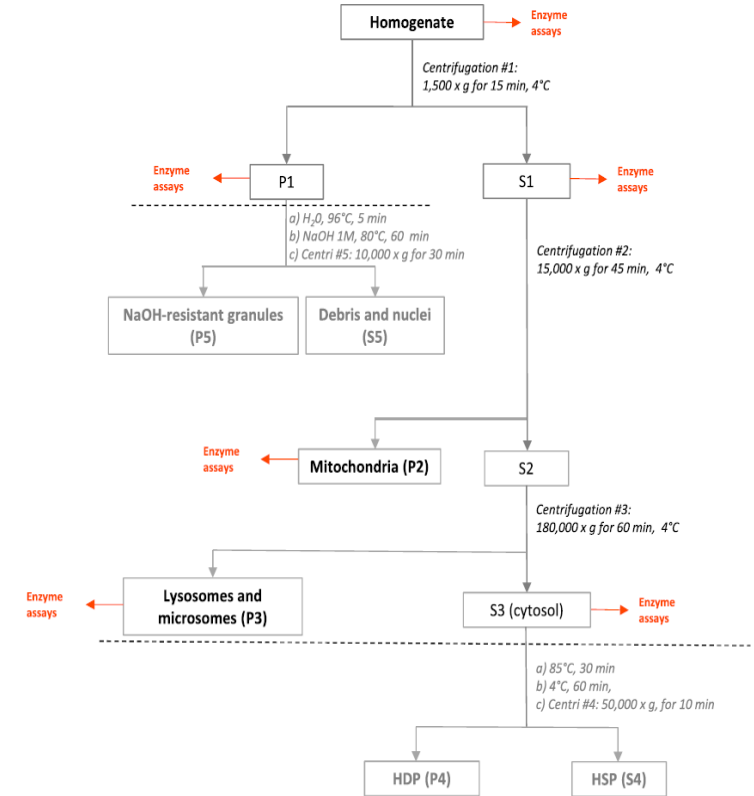 Homogenate
Enzyme
assays
Centrifugation #1:
1,500 x g for 15 min, 4°C
Enzyme
assays
P1
S1
Enzyme
assays
a) H₂0, 96°C, 5 min
b) NaOH 1M, 80°C, 60 min
c) Centri #5: 10,000 x g for 30 min
Centrifugation #2:
15,000 x g for 45 min, 4°C
NaOH-resistant granules
(P5)
Debris and nuclei
(S5)
Enzyme
assays
Mitochondria (P2)
S2
Centrifugation #3:
180,000 x g for 60 min, 4°C
Enzyme
assays
Lysosomes and
microsomes (P3)
S3 (cytosol)
Enzyme
assays
a) 85°C, 30 min
b) 4°C, 60 min,
c) Centri #4: 50,000 x g, for 10 min
HDP (P4)
HSP (S4)